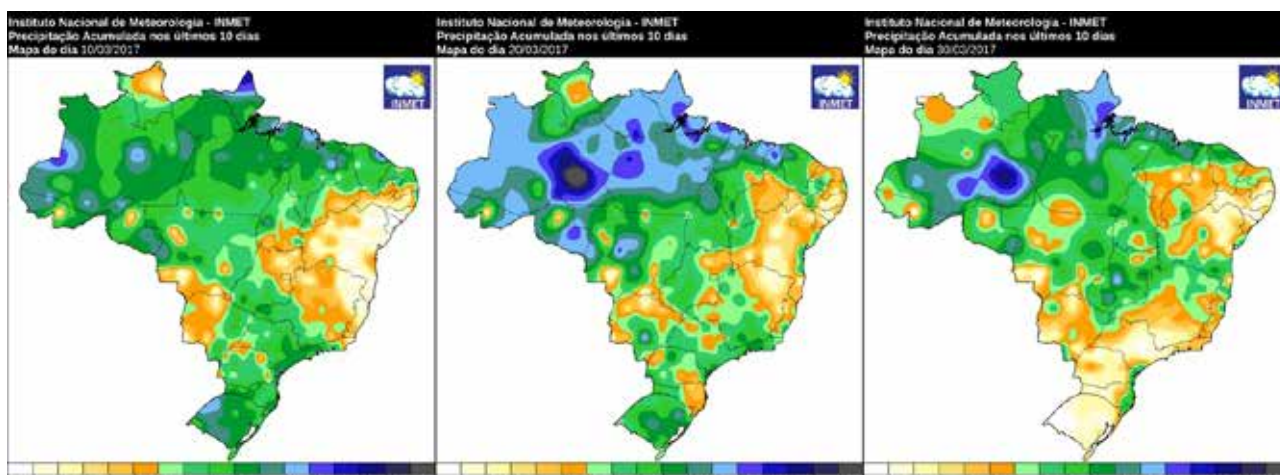 Instituto Nacional de Meteorologia - INMET
Precipitação Acumulada nos últimos 10 dias
Mapa do dia 10/03/2017
INMET
Instituto Nacional de Meteorologia - INMET
Precipitação Acumulada nos últimos 10 dias
Mapa do dia 20/03/2017
INMET
Instituto Nacional de Meteorologia - INMET
Precipitação Acumulada nos últimos 10 dias
Mapa do dia 30/03/2017
INMET